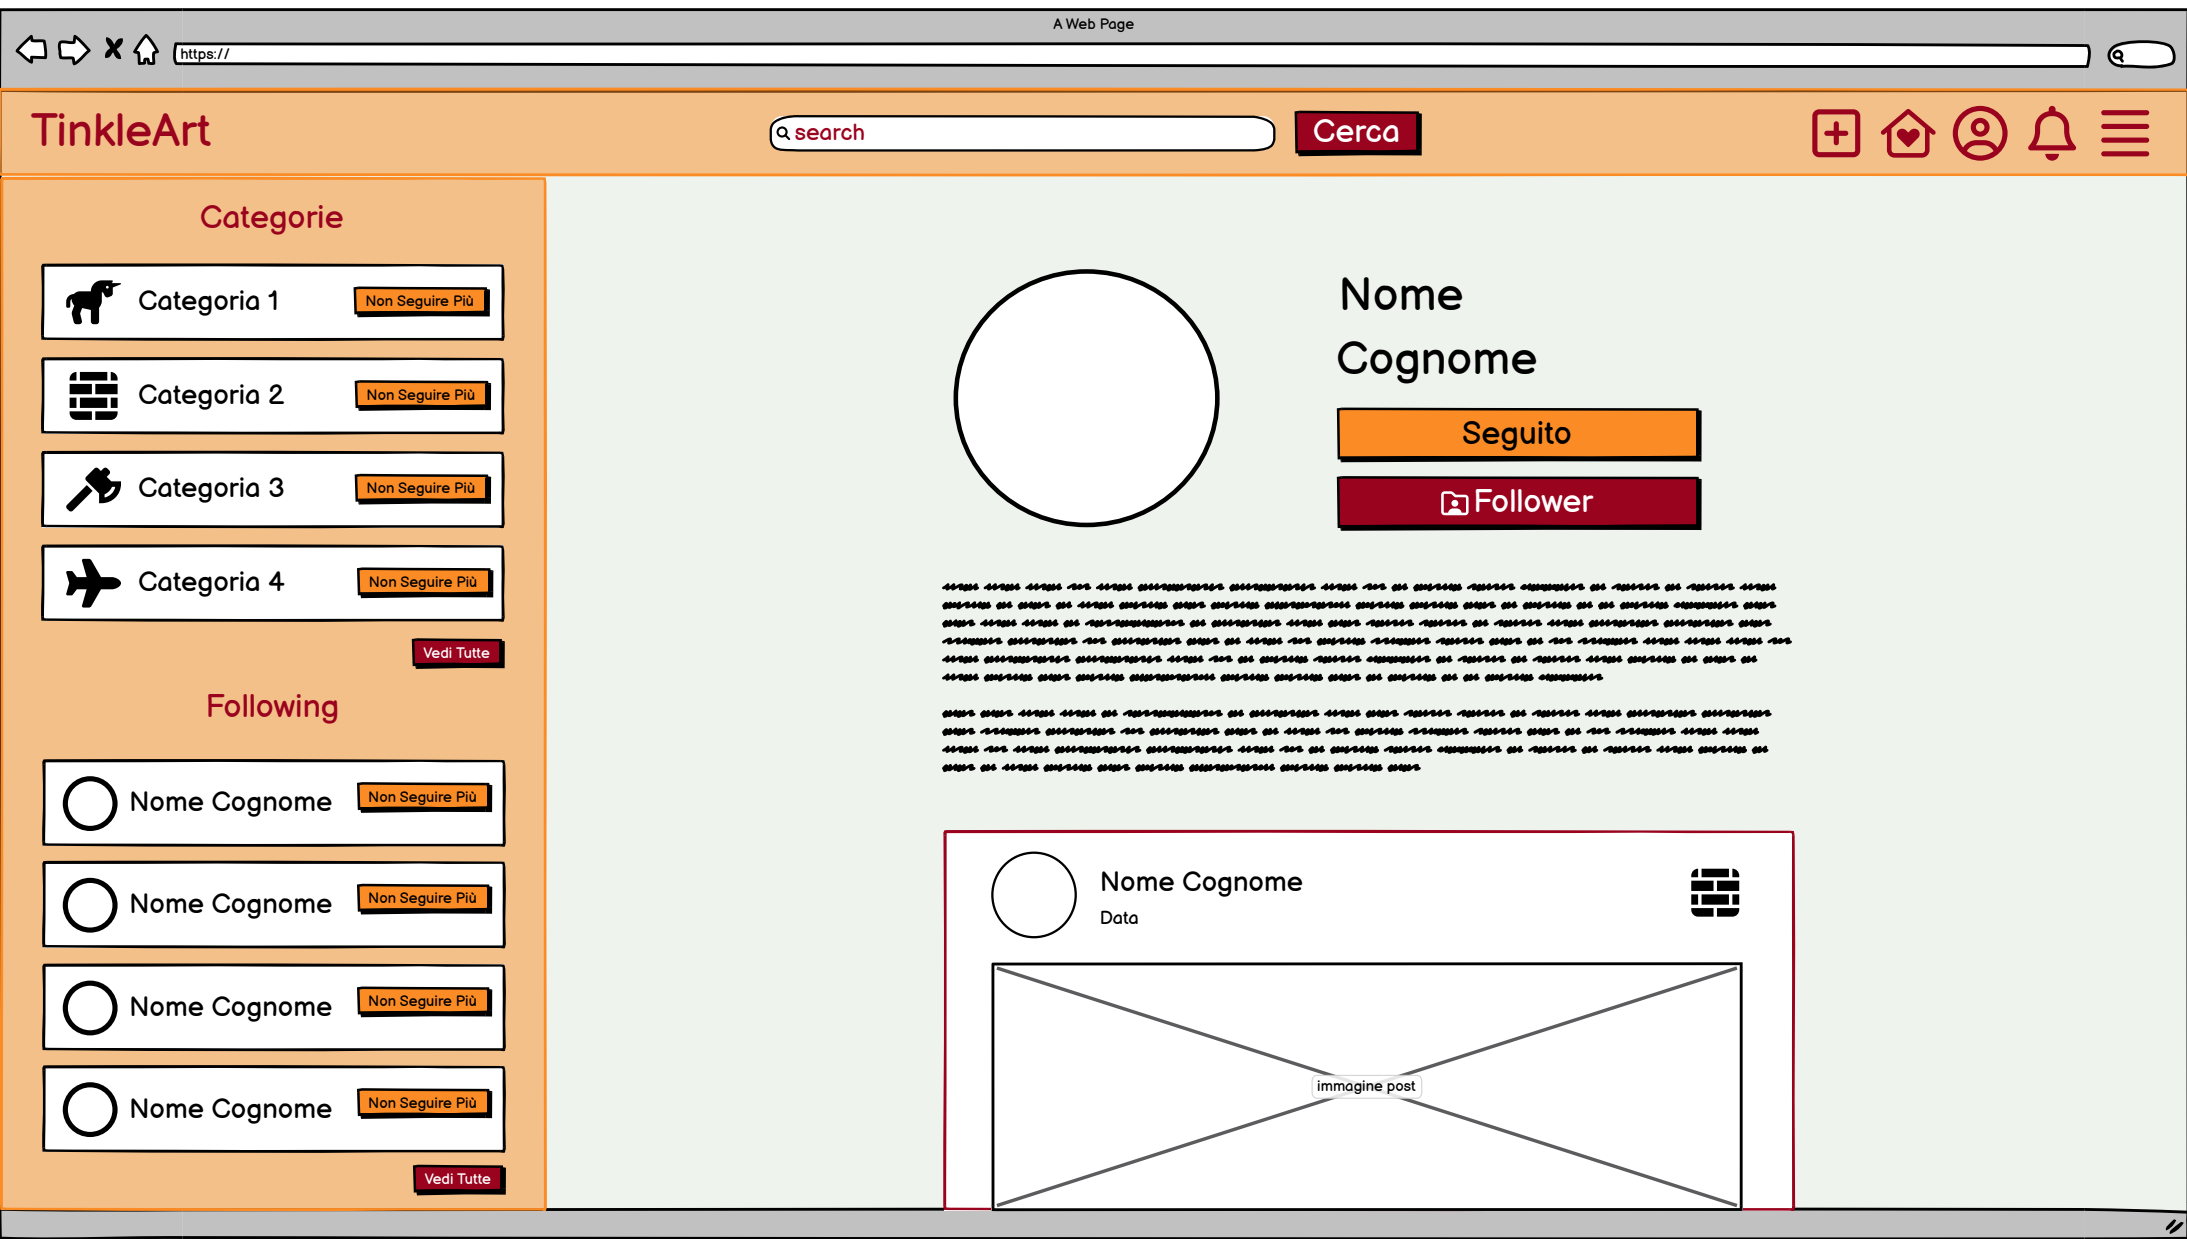 A Web Page
https://
TinkleArt
search
Cerca
Categorie
Categoria 1
Non Seguire Più
Categoria 2
Non Seguire Più
Categoria 3
Non Seguire Più
Categoria 4
Non Seguire Più
Vedi Tutte
Following
Nome Cognome
Non Seguire Più
Nome Cognome
Non Seguire Più
Nome Cognome
Non Seguire Più
Nome Cognome
Non Seguire Più
Vedi Tutte
Nome
Cognome
Seguito
Follower
Nome Cognome
Data
immagine post